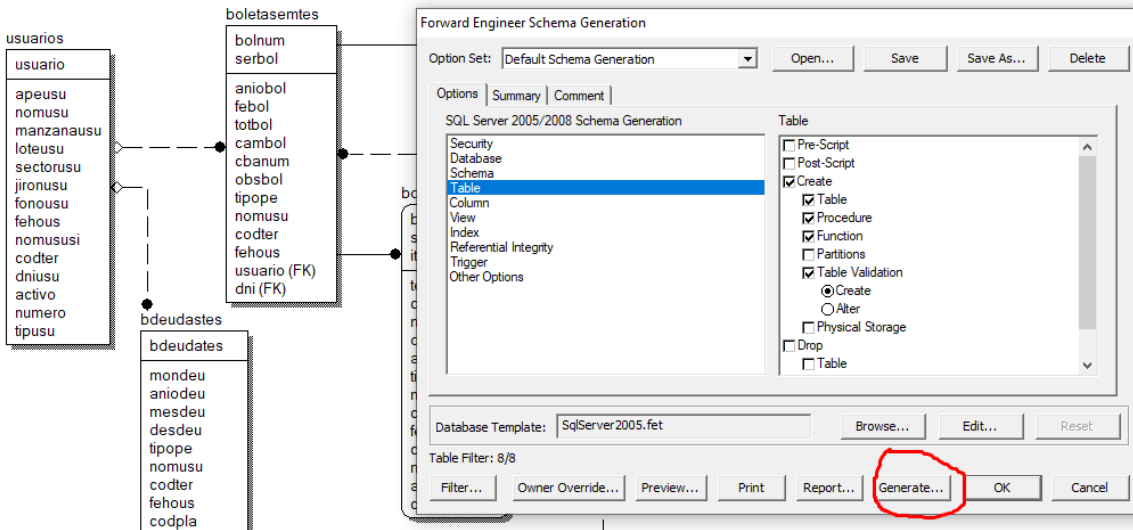 usuarios
usuario
apeusu
nomusu
manzanausu
loteusu
sectorusu
jironusu
fonousu
fehous
nomususi
codter
dniusu
activo
numero
tipusu
boletasemtes
bolnum
serbol
aniobol
febol
totbol
cambol
cbanum
obsbol
tipope
nomusu
codter
fehous
usuario (FK)
dni (FK)
bdeudastes
bdeudates
mondeu
aniodeu
mesdeu
desdeu
tipope
nomusu
codter
fehous
codpla
Forward Engineer Schema Generation
Option Set: Default Schema Generation Open... Save Save As... Delete
Options Summary Comment
SQL Server 2005/2008 Schema Generation
Security
Database
Schema
Table
Column
View
Index
Referential Integrity
Trigger
Other Options
Table
Pre-Script
Post-Script
Create
Table
Procedure
Function
Partitions
Table Validation
Create
Alter
Physical Storage
Drop
Table
Database Template: SqlServer2005.fet Browse... Edit... Reset
Table Filter: 8/8
Filter... Owner Override... Preview... Print Report... Generate... OK Cancel